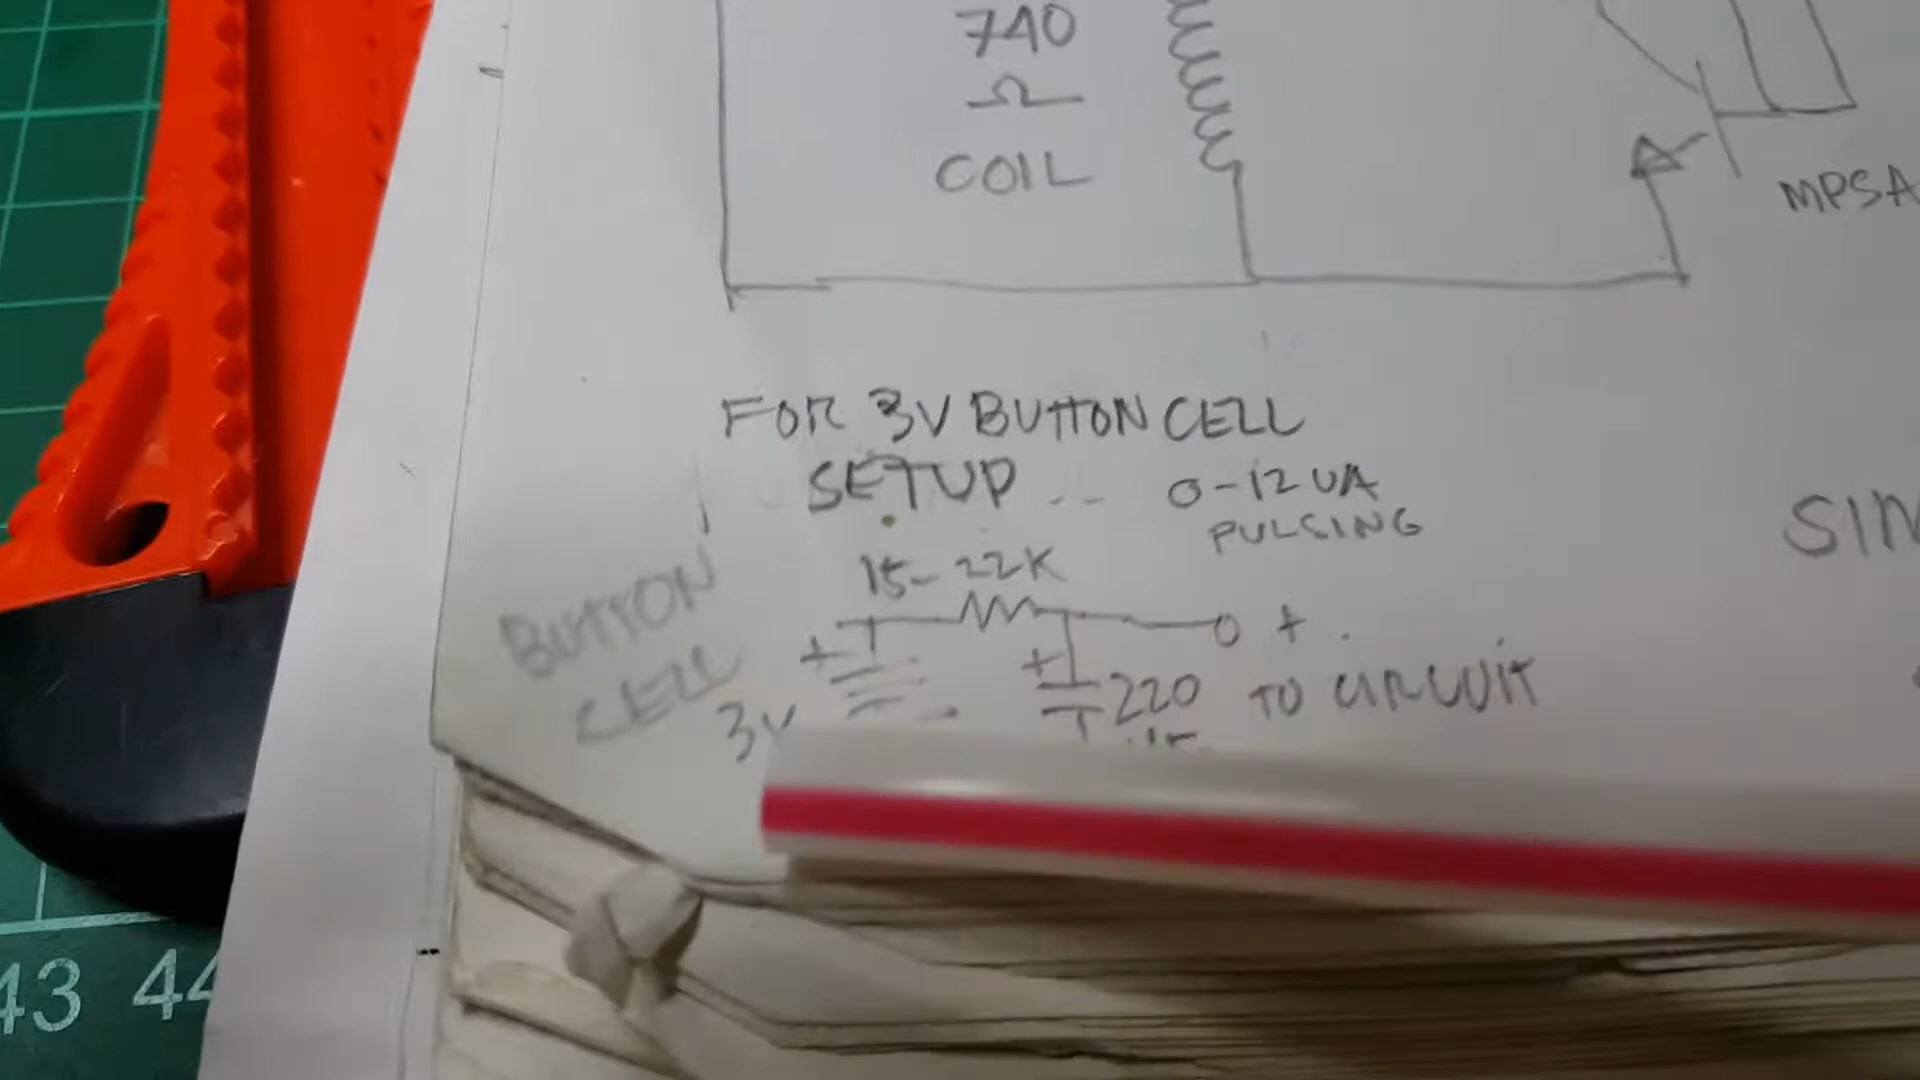 740
Ω
COIL
MPSA
FOR 3V BUTTON CELL
SETUP .. 0-12 UA
PULSING
SIN
15-22K
BUTTON
CELL
+
3V
+
220
+
TO CIRCUIT
43 44